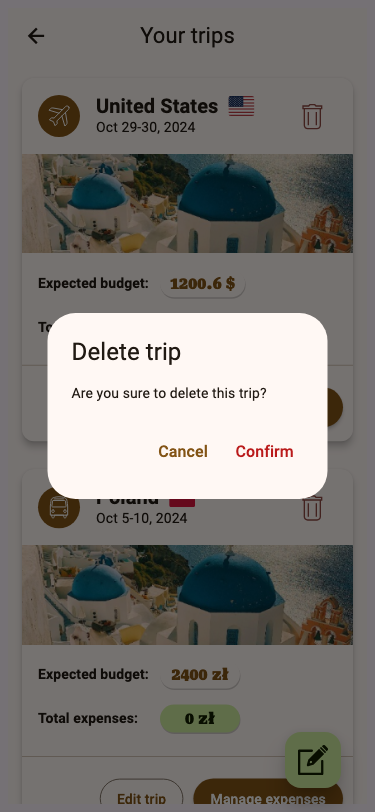 Your trips
United States
Oct 29-30, 2024
Expected budget: 1200.6 $
Delete trip
Are you sure to delete this trip?
Cancel Confirm
Poland
Oct 5-10, 2024
Expected budget: 2400 zł
Total expenses: 0 zł
Edit trip Manage expenses